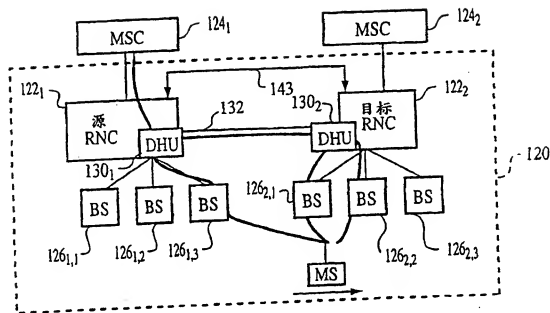 MSC 124₁
MSC 124₂
122₁ 源 RNC
143
132
130₂
目标 RNC 122₂
DHU
DHU
130₁
120
BS BS BS
126₂,₁
BS BS BS
126₁,₁ 126₁,₂ 126₁,₃
126₂,₂ 126₂,₃
MS